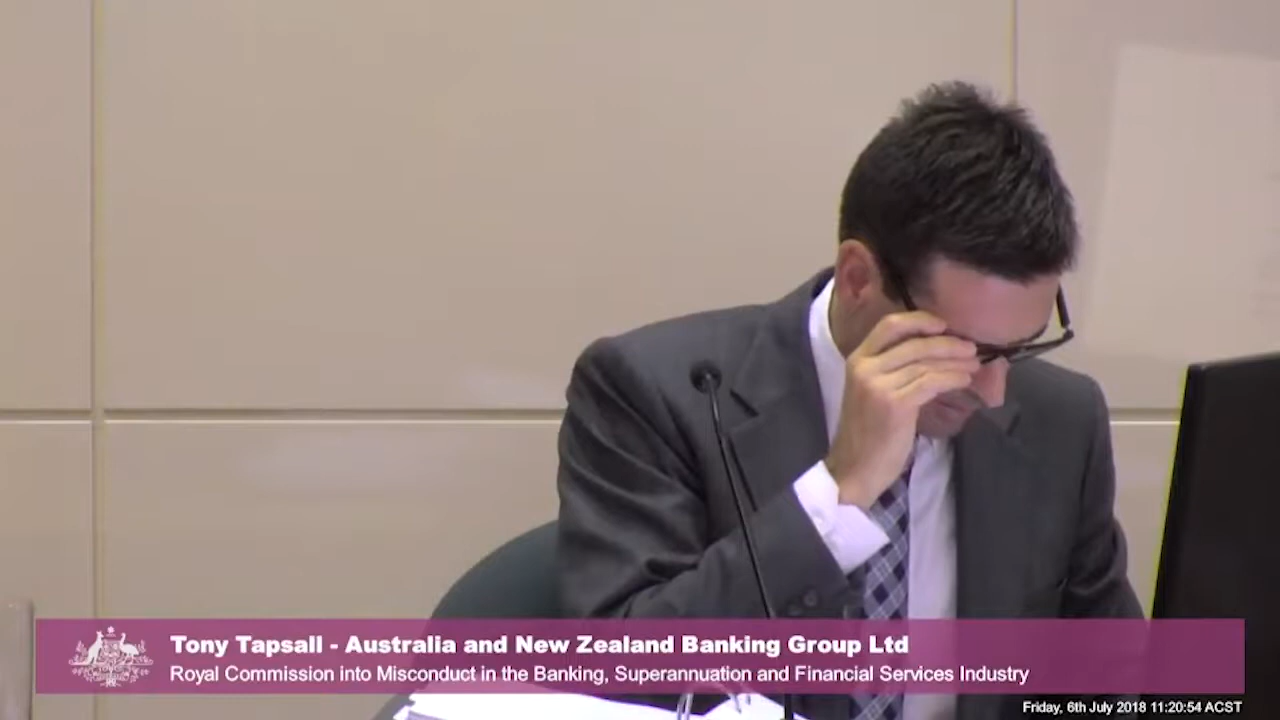 Tony Tapsall - Australia and New Zealand Banking Group Ltd
Royal Commission into Misconduct in the Banking, Superannuation and Financial Services Industry
Friday, 6th July 2018 11:20:54 ACST